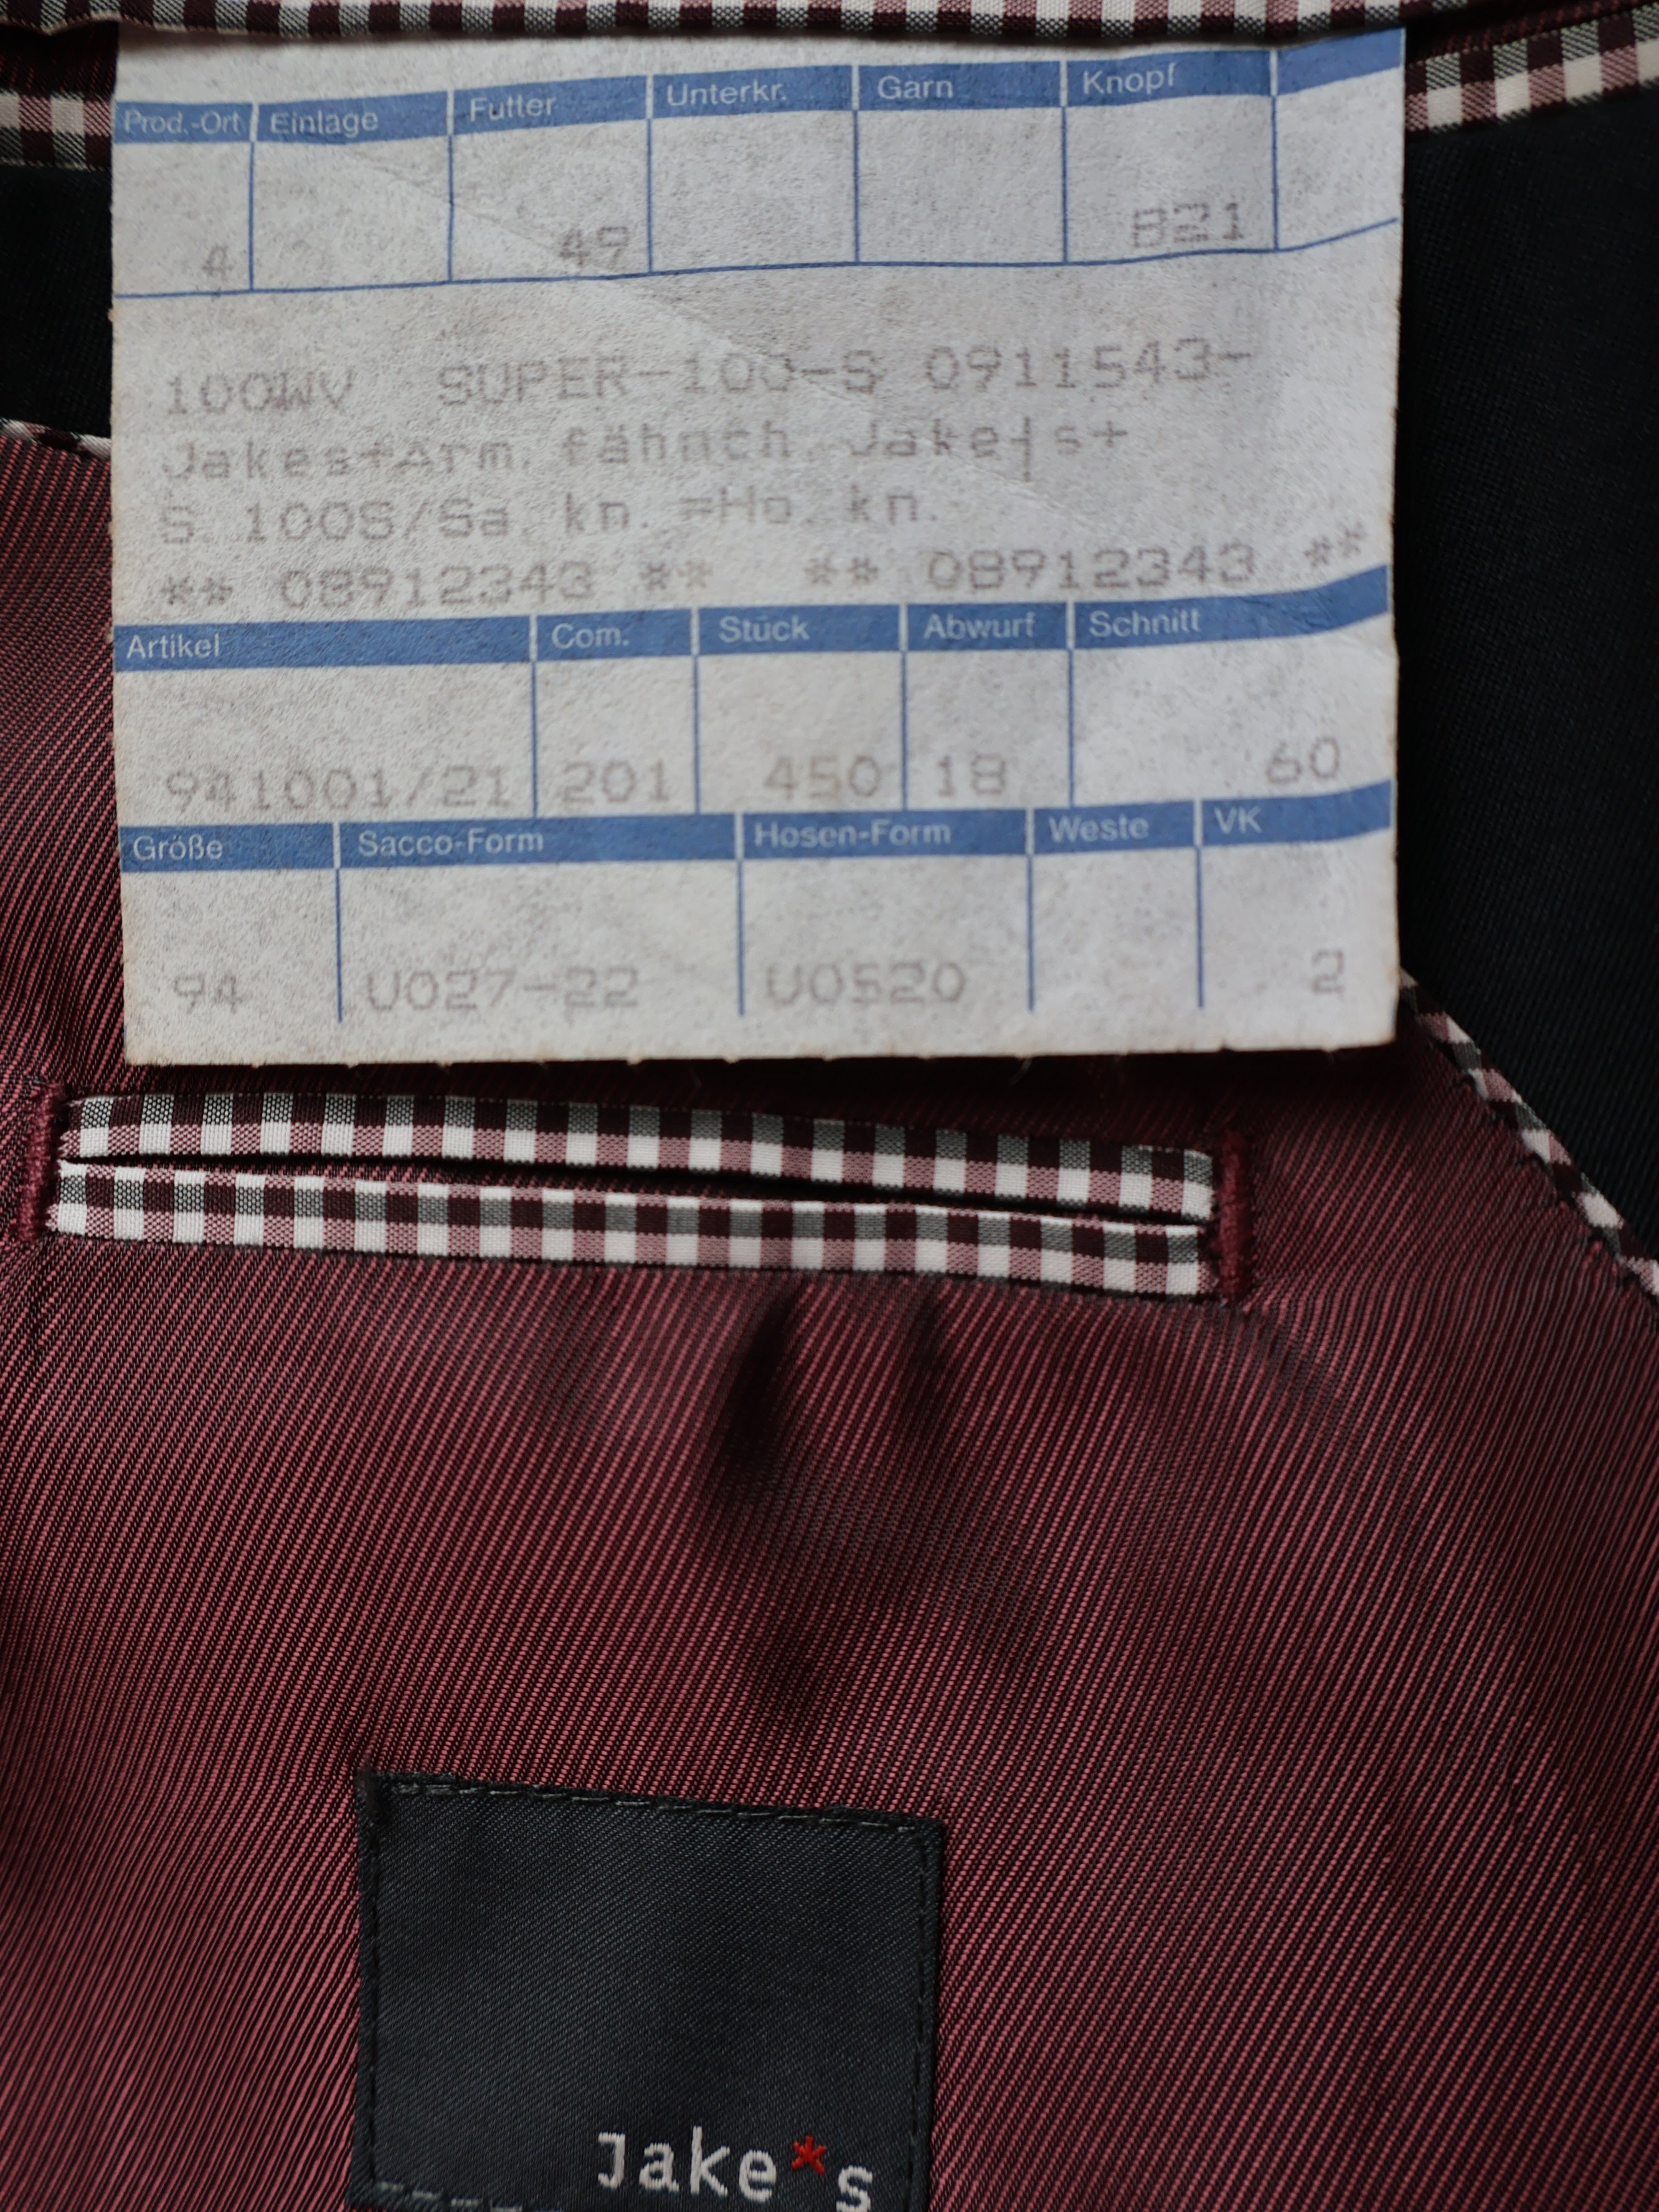 Prod.-Ort Einlage Futter Unterkr. Garn Knopf
4 49 B21
100WV SUPER-100-S 0911543-
Jakes+Arm. fähnch. Jake's+
S. 100S/Sa. kn. =Ho. kn.
** 08912343 ** ** 08912343 **
Artikel Com. Stück Abwurf Schnitt
941001/21 201 450 18 60
Größe Sacco-Form Hosen-Form Weste VK
94 U027-22 U0520 2
Jake*s